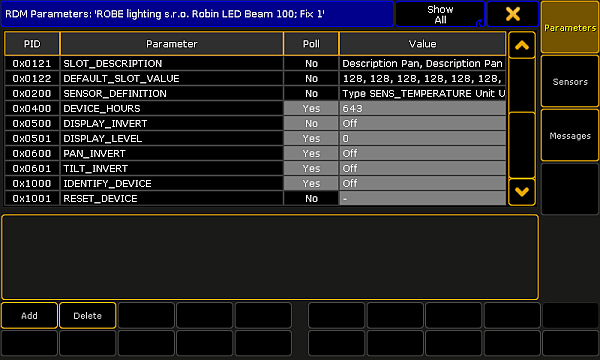 RDM Parameters: 'ROBE lighting s.r.o. Robin LED Beam 100; Fix 1'
Show
All
Parameters
PID Parameter Poll Value
0x0121 SLOT_DESCRIPTION No Description Pan, Description Pan
0x0122 DEFAULT_SLOT_VALUE No 128, 128, 128, 128, 128, 128,
0x0200 SENSOR_DEFINITION No Type SENS_TEMPERATURE Unit U
Sensors
0x0400 DEVICE_HOURS Yes 643
0x0500 DISPLAY_INVERT No Off
0x0501 DISPLAY_LEVEL Yes 0
Messages
0x0600 PAN_INVERT Yes Off
0x0601 TILT_INVERT Yes Off
0x1000 IDENTIFY_DEVICE Yes Off
0x1001 RESET_DEVICE No -
Add Delete